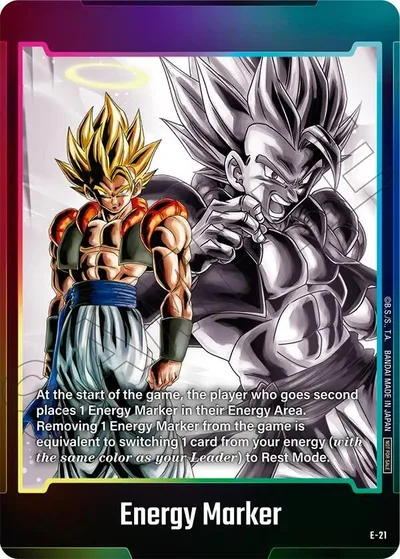 At the start of the game, the player who goes second
places 1 Energy Marker in their Energy Area.
Removing 1 Energy Marker from the game is
equivalent to switching 1 card from your energy (with
the same color as your Leader) to Rest Mode.
©B.S./S., T.A. BANDAI MADE IN JAPAN
NOT FOR SALE
Energy Marker
E-21